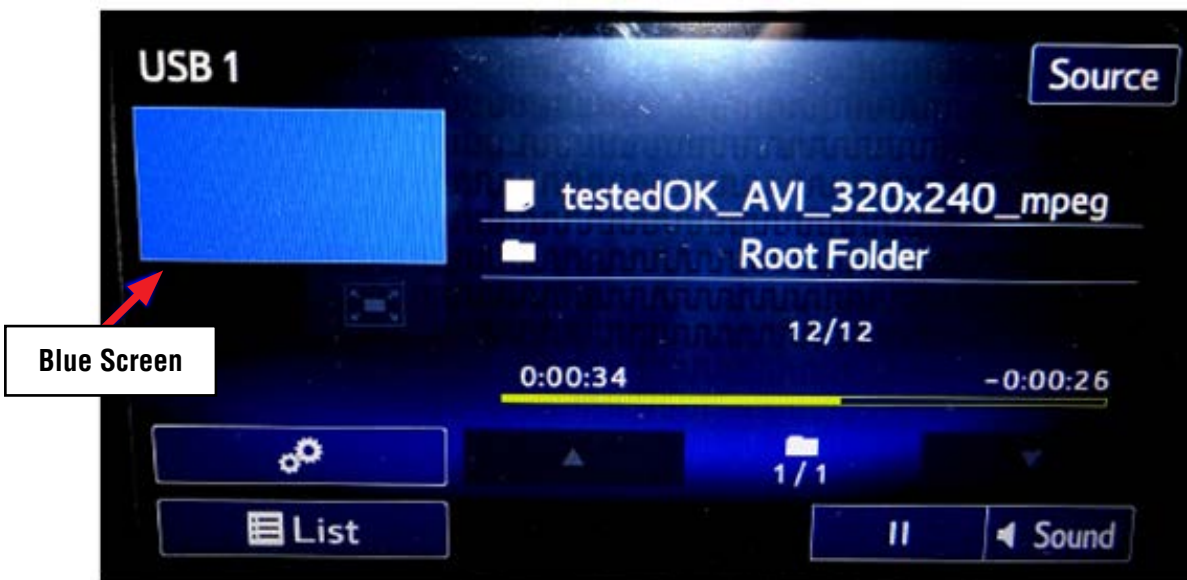 USB 1
Source
testedOK_AVI_320x240_mpeg
Root Folder
12/12
0:00:34
-0:00:26
Blue Screen
1/1
List
II
Sound